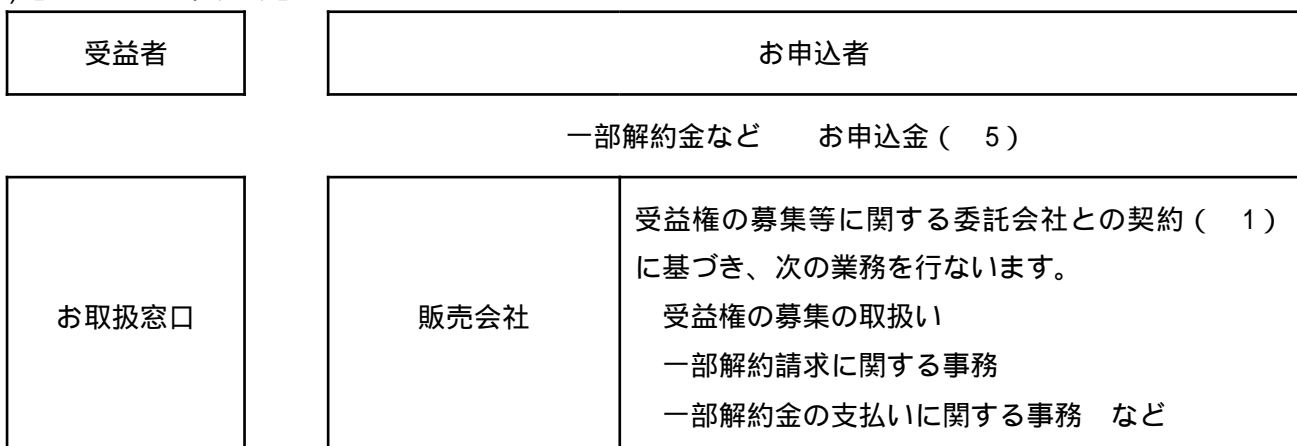 受益者
お申込者
一部解約金など　　お申込金(　5)
お取扱窓口
販売会社
受益権の募集等に関する委託会社との契約(　1)
に基づき、次の業務を行ないます。
受益権の募集の取扱い
一部解約請求に関する事務
一部解約金の支払いに関する事務　など